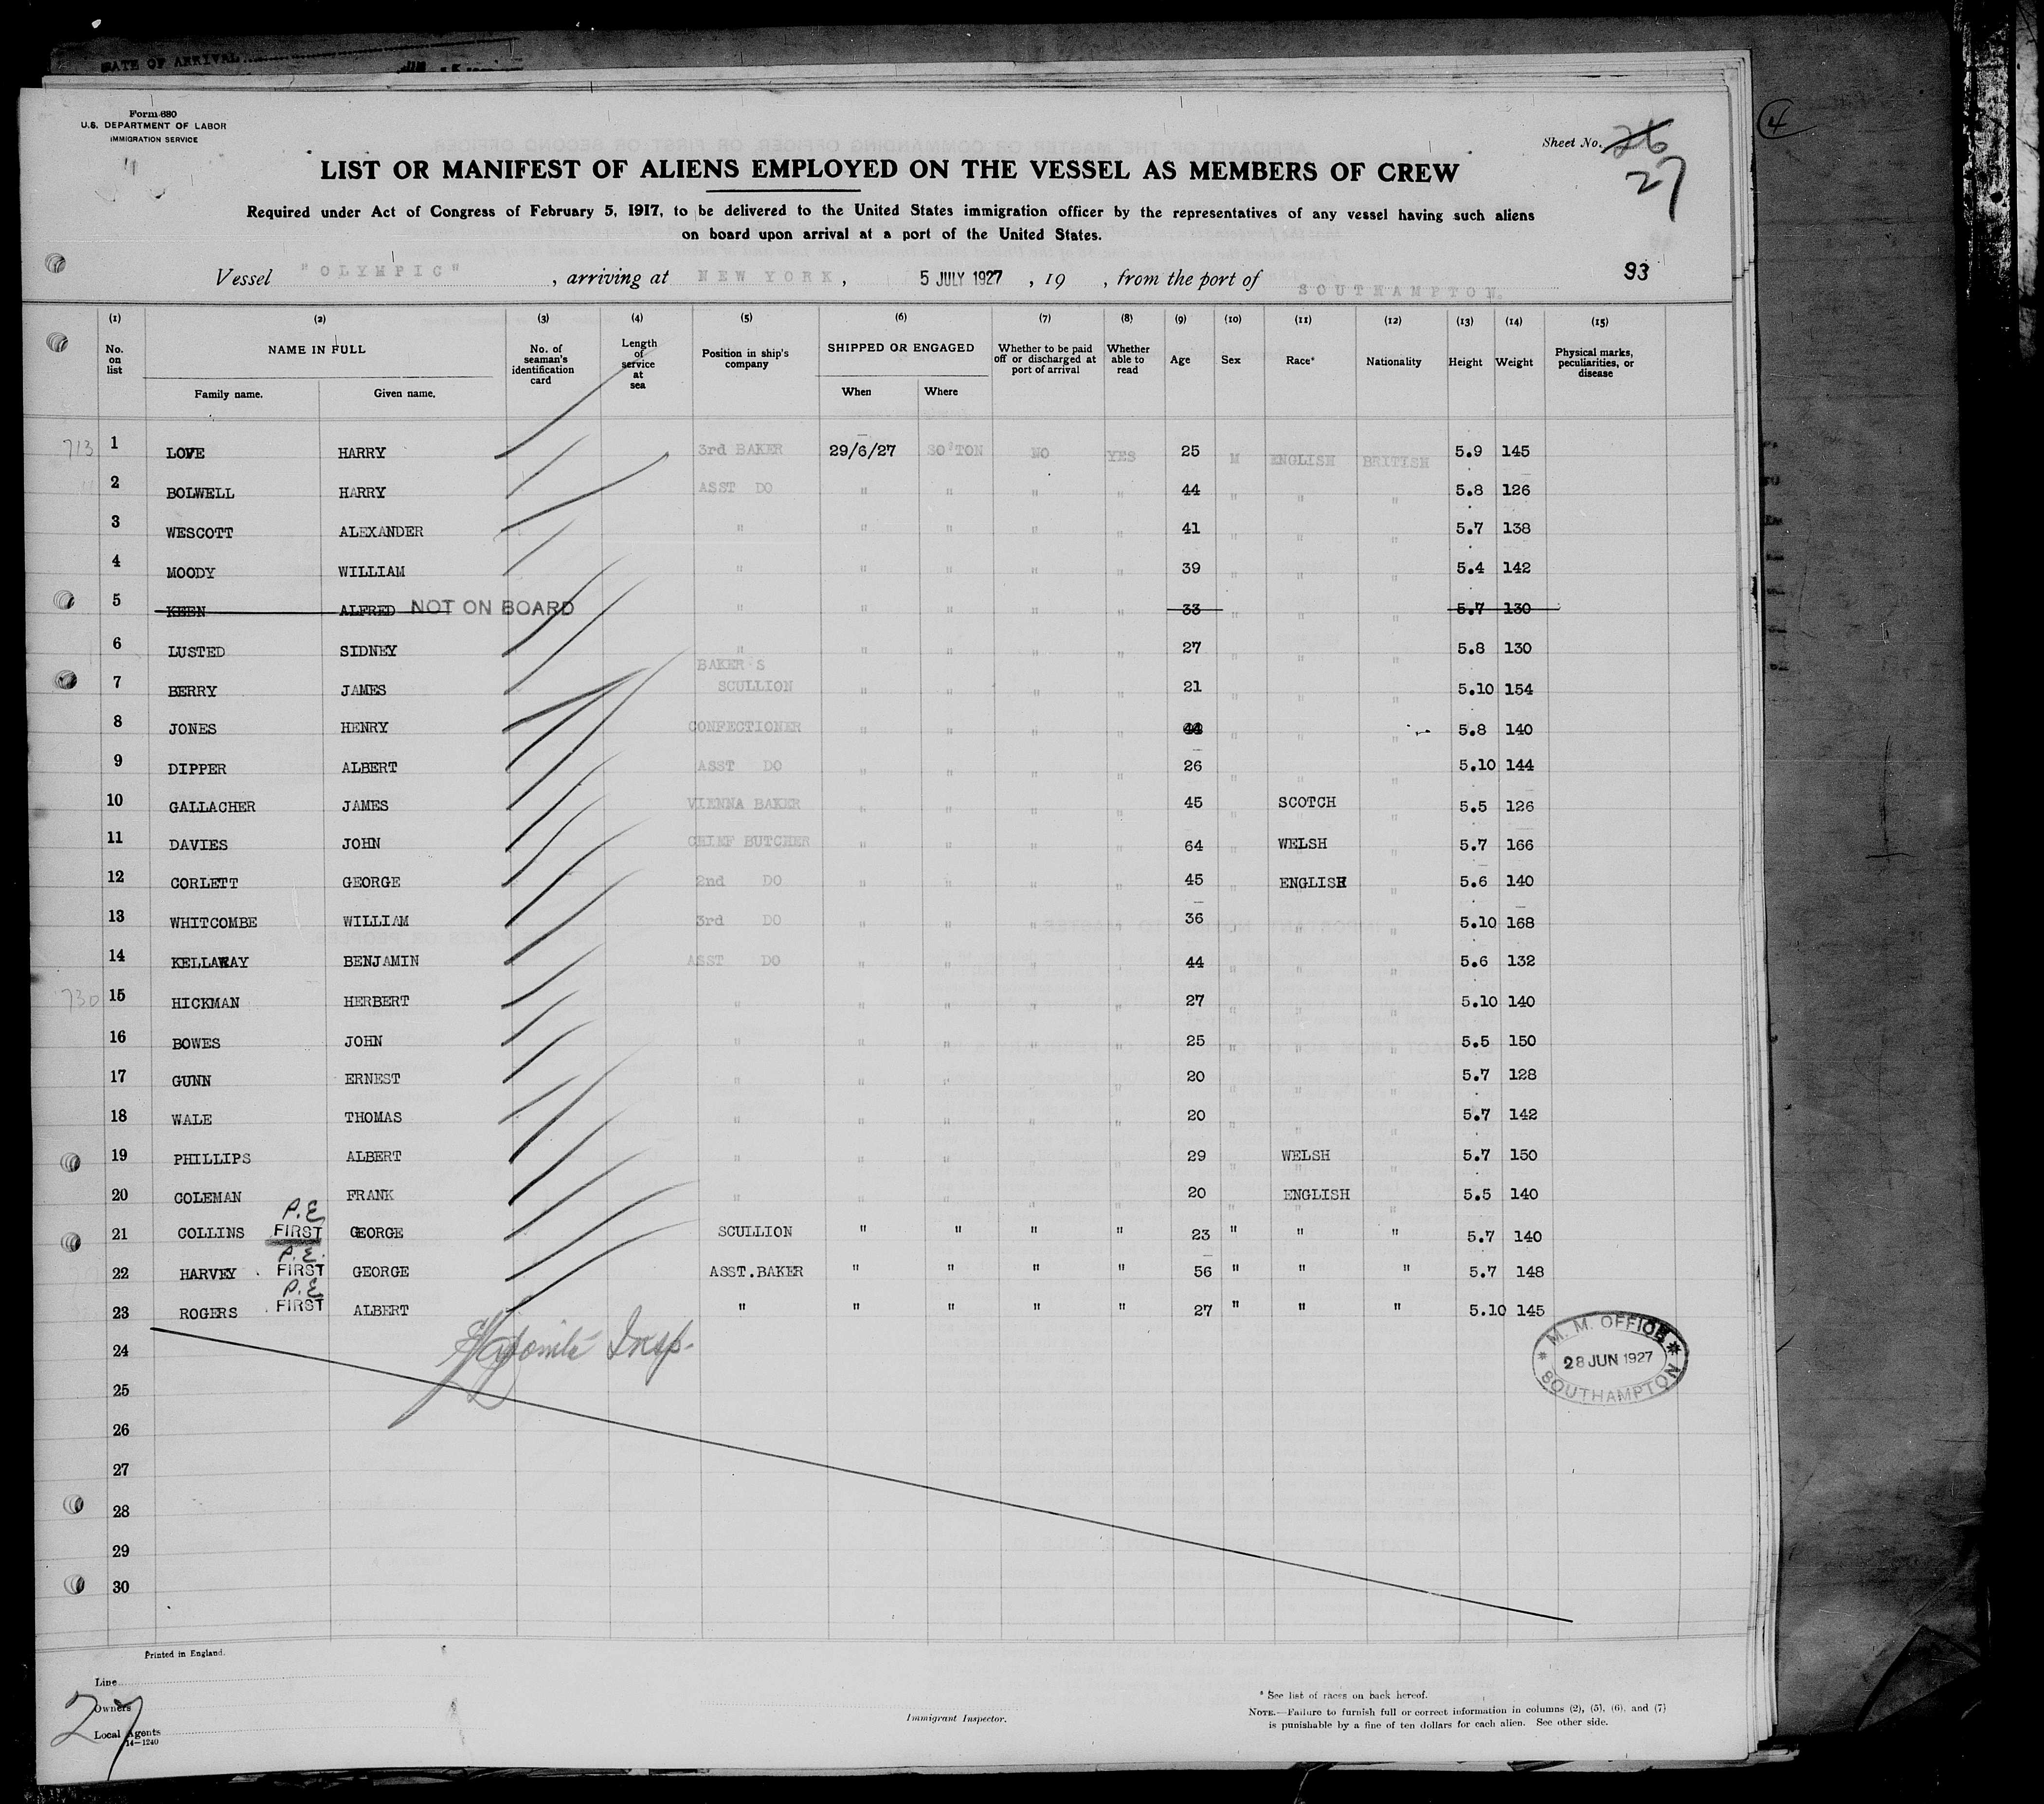 DATE OF ARRIVAL
Form 680
U.S. DEPARTMENT OF LABOR
IMMIGRATION SERVICE
Sheet No. 26
27
4
LIST OR MANIFEST OF ALIENS EMPLOYED ON THE VESSEL AS MEMBERS OF CREW
Required under Act of Congress of February 5, 1917, to be delivered to the United States immigration officer by the representatives of any vessel having such aliens
on board upon arrival at a port of the United States.
Vessel "OLYMPIC" , arriving at NEW YORK, 5 JULY 1927 , 19 , from the port of SOUTHAMPTON. 93
(1) (2) (3) (4) (5) (6) (7) (8) (9) (10) (11) (12) (13) (14) (15)
No. on list NAME IN FULL Family name. Given name. No. of seaman's identification card Length of service at sea Position in ship's company SHIPPED OR ENGAGED When Where Whether to be paid off or discharged at port of arrival Whether able to read Age Sex Race* Nationality Height Weight Physical marks, peculiarities, or disease
713 1 LOVE HARRY 3rd BAKER 29/6/27 SO'TON NO YES 25 M ENGLISH BRITISH 5.9 145
2 BOLWELL HARRY ASST DO " " " " 44 " " " 5.8 126
3 WESCOTT ALEXANDER " " " " " 41 " " " 5.7 138
4 MOODY WILLIAM " " " " " 39 " " " 5.4 142
5 KEEN ALFRED NOT ON BOARD " " " " " 33 " " " 5.7 130
6 LUSTED SIDNEY " " " " " 27 " " " 5.8 130
7 BERRY JAMES BAKER'S SCULLION " " " " 21 " " " 5.10 154
8 JONES HENRY CONFECTIONER " " " " 44 " " " 5.8 140
9 DIPPER ALBERT ASST DO " " " " 26 " " " 5.10 144
10 GALLACHER JAMES VIENNA BAKER " " " " 45 " SCOTCH " 5.5 126
11 DAVIES JOHN CHIEF BUTCHER " " " " 64 " WELSH " 5.7 166
12 CORLETT GEORGE 2nd DO " " " " 45 " ENGLISH " 5.6 140
13 WHITCOMBE WILLIAM 3rd DO " " " " 36 " " " 5.10 168
14 KELLAWAY BENJAMIN ASST DO " " " " 44 " " " 5.6 132
730 15 HICKMAN HERBERT " " " " " 27 " " " 5.10 140
16 BOWES JOHN " " " " " 25 " " " 5.5 150
17 GUNN ERNEST " " " " " 20 " " " 5.7 128
18 WALE THOMAS " " " " " 20 " " " 5.7 142
19 PHILLIPS ALBERT " " " " " 29 " WELSH " 5.7 150
20 COLEMAN FRANK " " " " " 20 " ENGLISH " 5.5 140
P.E.
21 COLLINS FIRST GEORGE SCULLION " " " " 23 " " " 5.7 140
P.E.
22 HARVEY FIRST GEORGE ASST.BAKER " " " " 56 " " " 5.7 148
P.E.
23 ROGERS FIRST ALBERT " " " " " 27 " " " 5.10 145
24
Insp.
25
26
27
28
29
30
M. M. OFFICE
28 JUN 1927
SOUTHAMPTON
Printed in England.
Line
Owners
Local Agents
14—1240
27
Immigrant Inspector.
* See list of races on back hereof.
NOTE.—Failure to furnish full or correct information in columns (2), (5), (6), and (7)
is punishable by a fine of ten dollars for each alien. See other side.